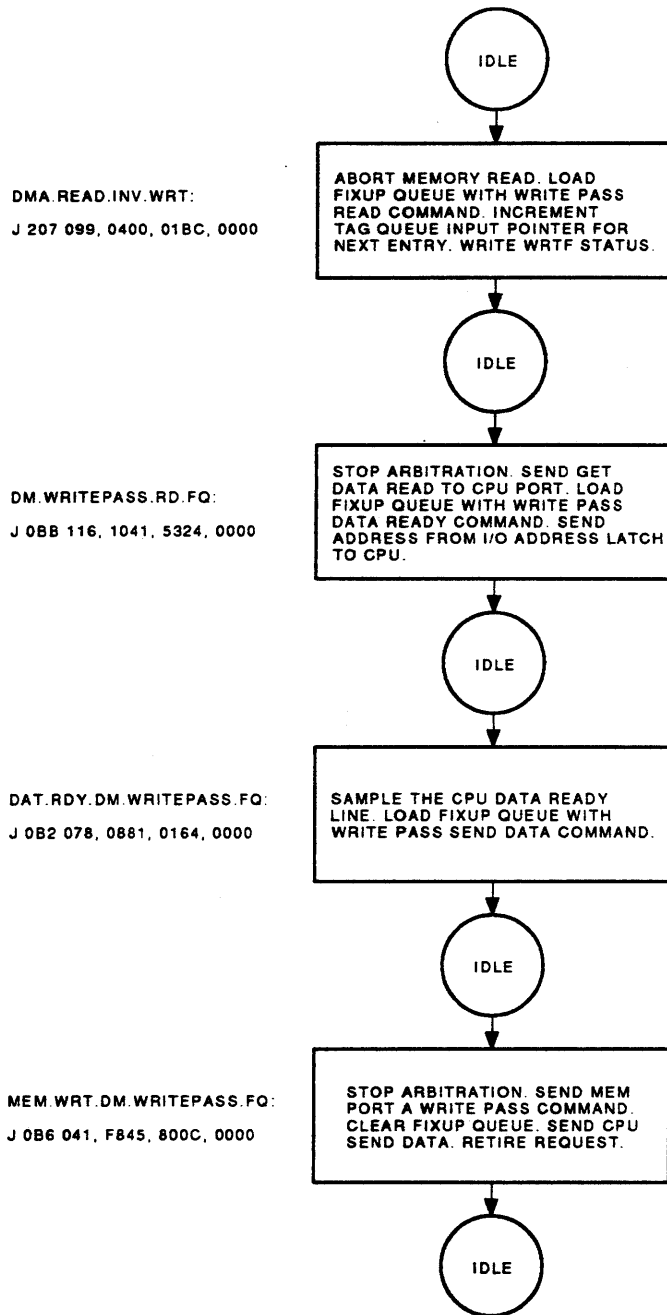 IDLE
DMA.READ.INV.WRT:
J 207 099, 0400, 01BC, 0000
ABORT MEMORY READ. LOAD
FIXUP QUEUE WITH WRITE PASS
READ COMMAND. INCREMENT
TAG QUEUE INPUT POINTER FOR
NEXT ENTRY. WRITE WRTF STATUS.
IDLE
DM.WRITEPASS.RD.FQ:
J 0BB 116, 1041, 5324, 0000
STOP ARBITRATION. SEND GET
DATA READ TO CPU PORT. LOAD
FIXUP QUEUE WITH WRITE PASS
DATA READY COMMAND. SEND
ADDRESS FROM I/O ADDRESS LATCH
TO CPU.
IDLE
DAT.RDY.DM.WRITEPASS.FQ:
J 0B2 078, 0881, 0164, 0000
SAMPLE THE CPU DATA READY
LINE. LOAD FIXUP QUEUE WITH
WRITE PASS SEND DATA COMMAND.
IDLE
MEM.WRT.DM.WRITEPASS.FQ:
J 0B6 041, F845, 800C, 0000
STOP ARBITRATION. SEND MEM
PORT A WRITE PASS COMMAND.
CLEAR FIXUP QUEUE. SEND CPU
SEND DATA. RETIRE REQUEST.
IDLE